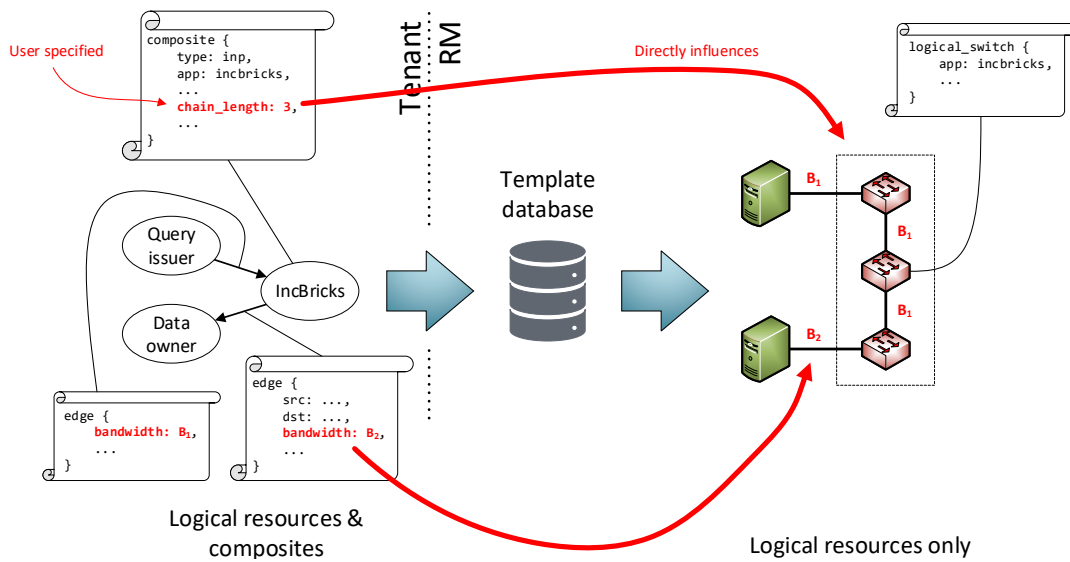 User specified
composite {
type: inp,
app: incbricks,
...
chain_length: 3,
...
}
Tenant
RM
Directly influences
logical_switch {
app: incbricks,
...
}
Query
issuer
IncBricks
Data
owner
Template
database
B₁
B₁
B₁
B₂
edge {
bandwidth: B₁,
...
}
edge {
src: ...,
dst: ...,
bandwidth: B₂,
...
}
Logical resources &
composites
Logical resources only